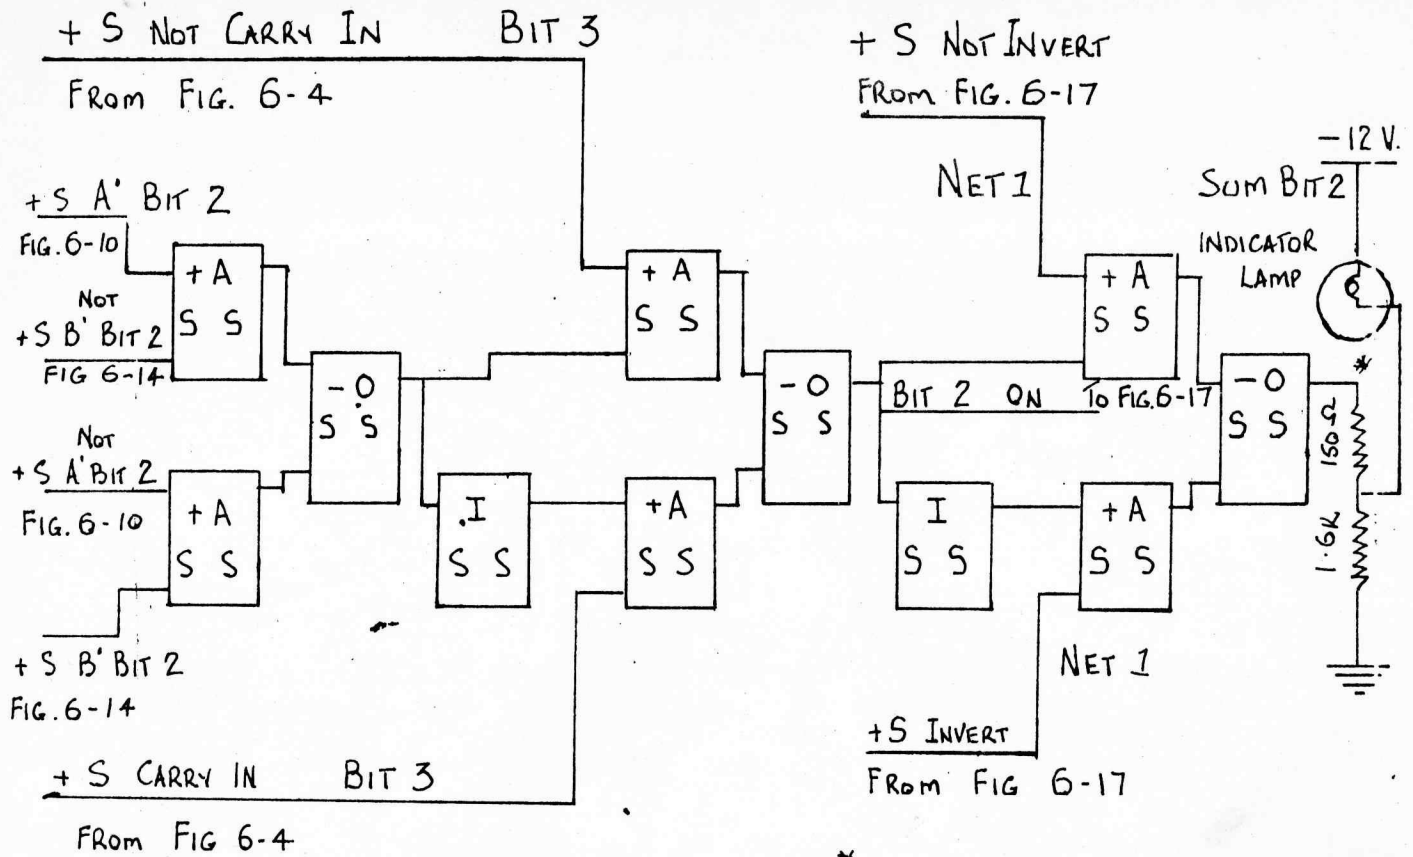 + S NOT CARRY IN BIT 3
FROM FIG. 6-4
+ S NOT INVERT
FROM FIG. 6-17
-12 V.
NET 1
SUM BIT 2
INDICATOR
LAMP
+ S A' BIT 2
FIG. 6-10
+ A
S S
NOT
+ S B' BIT 2
FIG 6-14
- O
S S
+ A
S S
- O
S S
+ A
S S
BIT 2 ON TO FIG. 6-17
- O
S S
*
150Ω
1.6K
NOT
+ S A' BIT 2
FIG. 6-10
+ A
S S
I
S S
+ A
S S
I
S S
+ A
S S
+ S B' BIT 2
FIG. 6-14
NET 1
+ S INVERT
FROM FIG 6-17
+ S CARRY IN BIT 3
FROM FIG 6-4
*